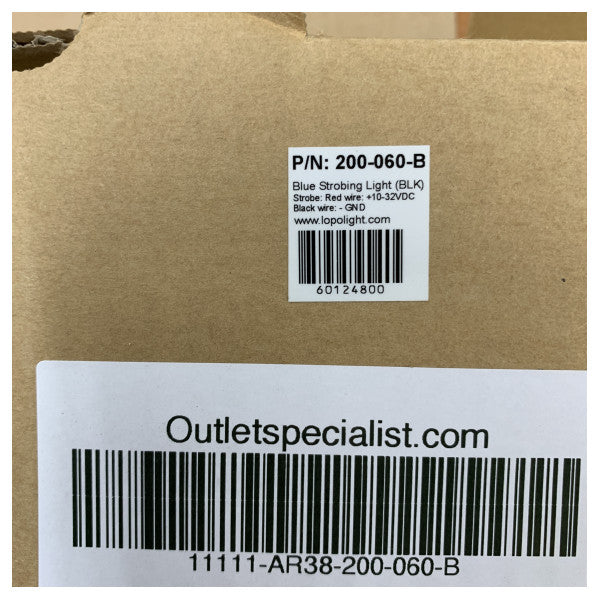 P/N: 200-060-B
Blue Strobing Light (BLK)
Strobe: Red wire: +10-32VDC
Black wire: - GND
www.lopolight.com
60124800
Outletspecialist.com
11111-AR38-200-060-B